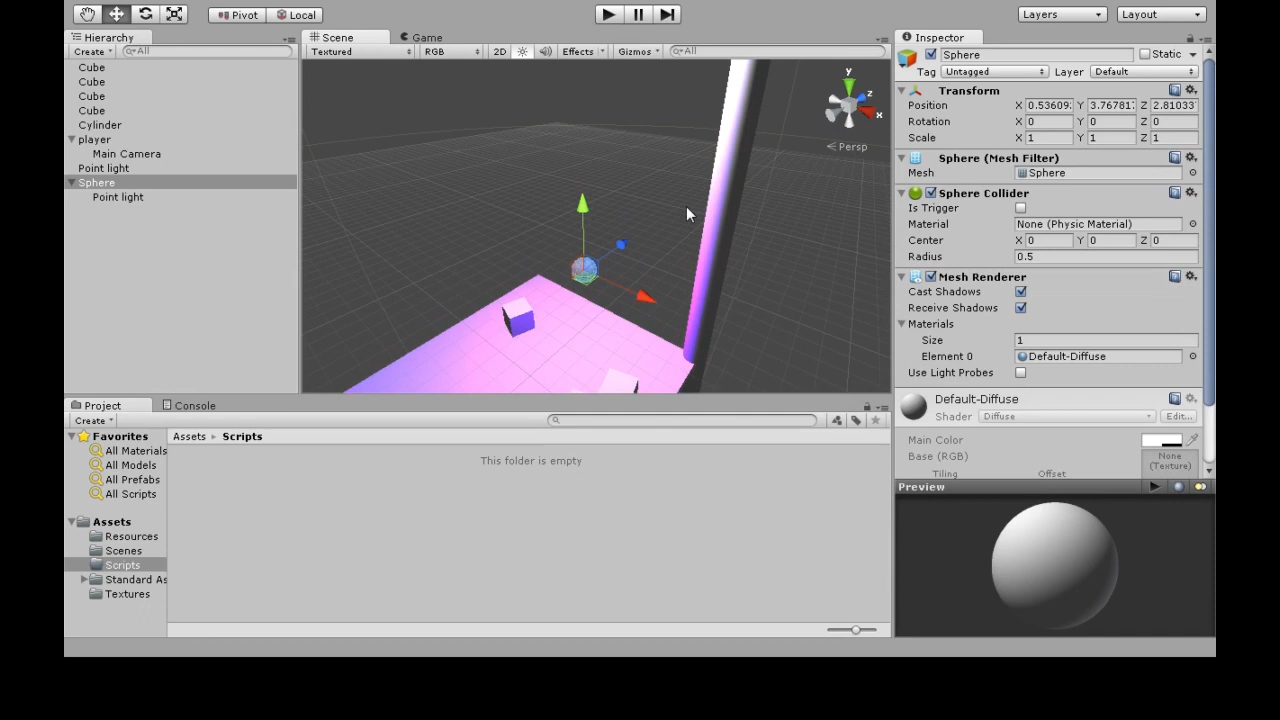 Pivot Local Layers Layout
Hierarchy
Create All
Cube
Cube
Cube
Cube
Cylinder
player
Main Camera
Point light
Sphere
Point light
Scene Game
Textured RGB 2D Effects Gizmos All
y
z
x
Persp
Inspector
Sphere Static
Tag Untagged Layer Default
Transform
Position X 0.53609 Y 3.76781 Z 2.81033
Rotation X 0 Y 0 Z 0
Scale X 1 Y 1 Z 1
Sphere (Mesh Filter)
Mesh Sphere
Sphere Collider
Is Trigger
Material None (Physic Material)
Center X 0 Y 0 Z 0
Radius 0.5
Mesh Renderer
Cast Shadows
Receive Shadows
Materials
Size 1
Element 0 Default-Diffuse
Use Light Probes
Default-Diffuse
Shader Diffuse Edit...
Main Color
Base (RGB) None
(Texture)
Tiling Offset
Preview
Project Console
Create
Favorites
All Materials
All Models
All Prefabs
All Scripts
Assets
Resources
Scenes
Scripts
Standard As
Textures
Assets Scripts
This folder is empty